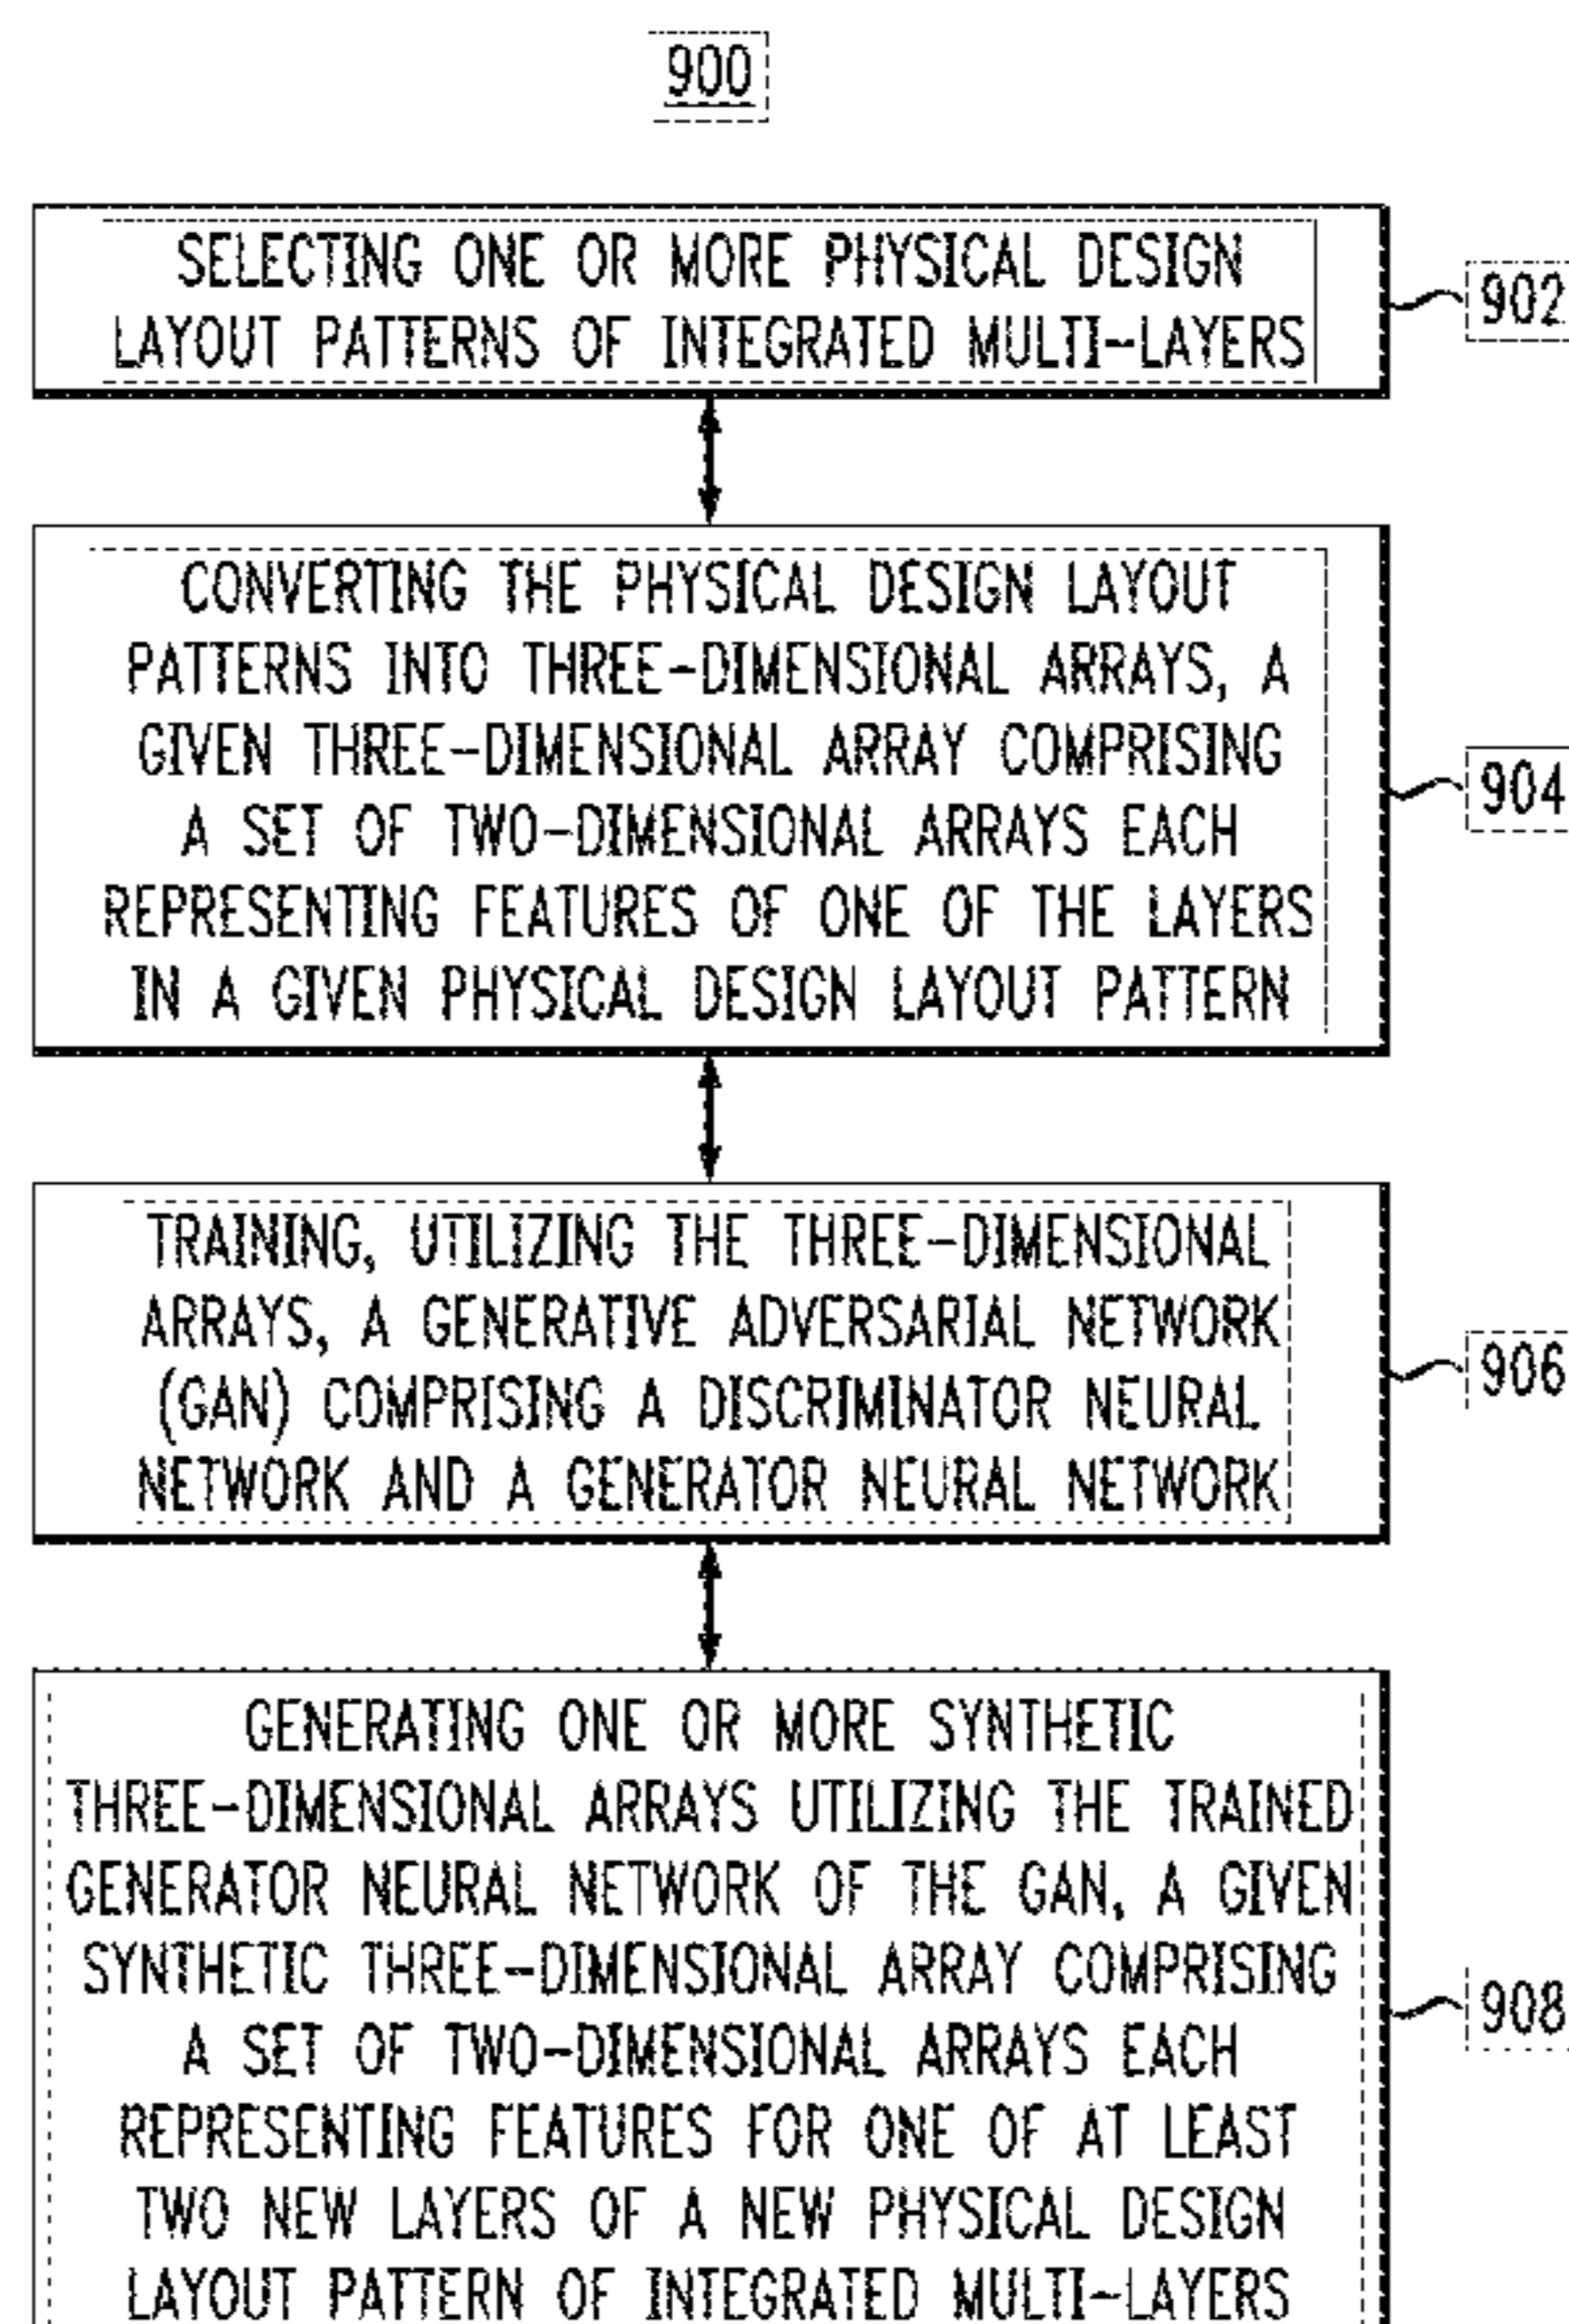 900
SELECTING ONE OR MORE PHYSICAL DESIGN
LAYOUT PATTERNS OF INTEGRATED MULTI-LAYERS
902
CONVERTING THE PHYSICAL DESIGN LAYOUT
PATTERNS INTO THREE-DIMENSIONAL ARRAYS, A
GIVEN THREE-DIMENSIONAL ARRAY COMPRISING
A SET OF TWO-DIMENSIONAL ARRAYS EACH
REPRESENTING FEATURES OF ONE OF THE LAYERS
IN A GIVEN PHYSICAL DESIGN LAYOUT PATTERN
904
TRAINING, UTILIZING THE THREE-DIMENSIONAL
ARRAYS, A GENERATIVE ADVERSARIAL NETWORK
(GAN) COMPRISING A DISCRIMINATOR NEURAL
NETWORK AND A GENERATOR NEURAL NETWORK
906
GENERATING ONE OR MORE SYNTHETIC
THREE-DIMENSIONAL ARRAYS UTILIZING THE TRAINED
GENERATOR NEURAL NETWORK OF THE GAN, A GIVEN
SYNTHETIC THREE-DIMENSIONAL ARRAY COMPRISING
A SET OF TWO-DIMENSIONAL ARRAYS EACH
REPRESENTING FEATURES FOR ONE OF AT LEAST
TWO NEW LAYERS OF A NEW PHYSICAL DESIGN
LAYOUT PATTERN OF INTEGRATED MULTI-LAYERS
908